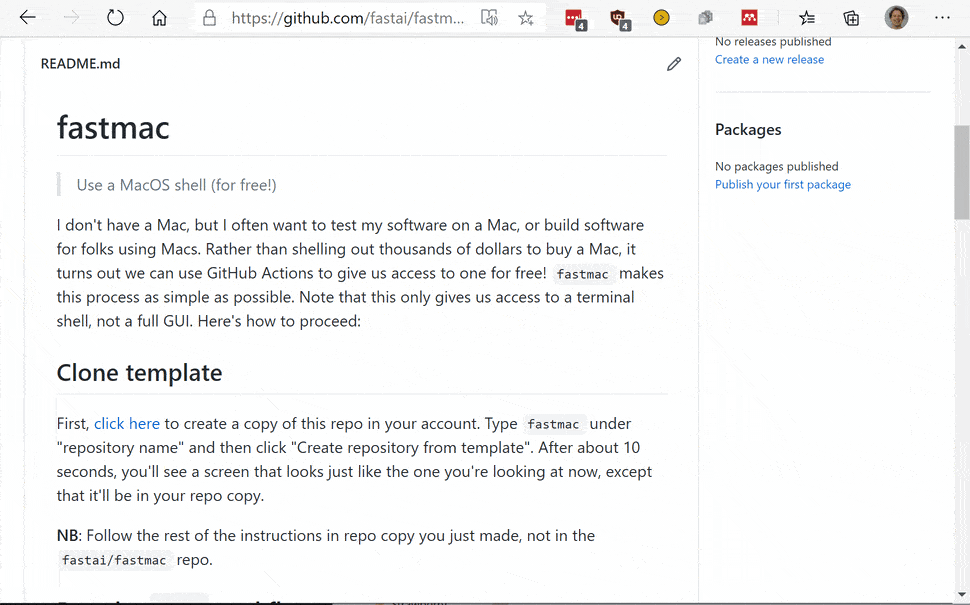 https://github.com/fastai/fastm...
4
4
No releases published
README.md
Create a new release
fastmac
Packages
Use a MacOS shell (for free!)
No packages published
Publish your first package
I don't have a Mac, but I often want to test my software on a Mac, or build software
for folks using Macs. Rather than shelling out thousands of dollars to buy a Mac, it
turns out we can use GitHub Actions to give us access to one for free! fastmac makes
this process as simple as possible. Note that this only gives us access to a terminal
shell, not a full GUI. Here's how to proceed:
Clone template
First, click here to create a copy of this repo in your account. Type fastmac under
"repository name" and then click "Create repository from template". After about 10
seconds, you'll see a screen that looks just like the one you're looking at now, except
that it'll be in your repo copy.
NB: Follow the rest of the instructions in repo copy you just made, not in the
fastai/fastmac repo.